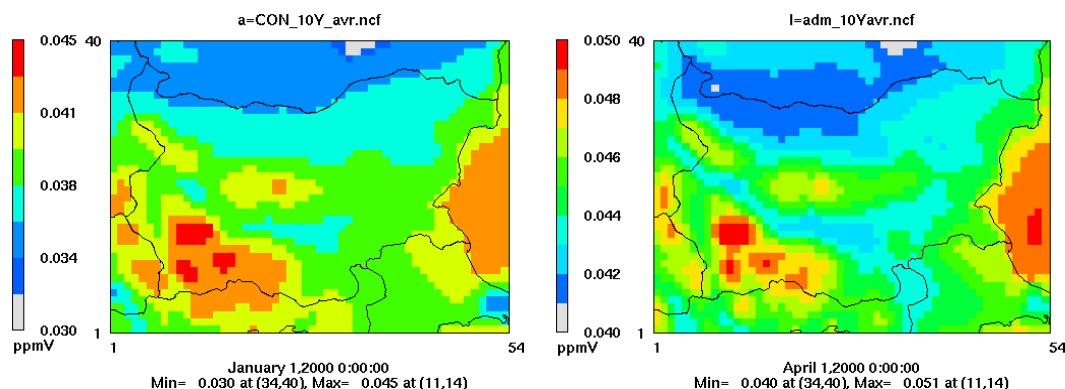 a=CON_10Y_avr.ncf
0.045
0.041
0.038
0.034
0.030
ppmV
40
1
1
54
January 1,2000 0:00:00
Min= 0.030 at (34,40), Max= 0.045 at (11,14)
l=adm_10Yavr.ncf
0.050
0.048
0.046
0.044
0.042
0.040
ppmV
40
1
1
54
April 1,2000 0:00:00
Min= 0.040 at (34,40), Max= 0.051 at (11,14)